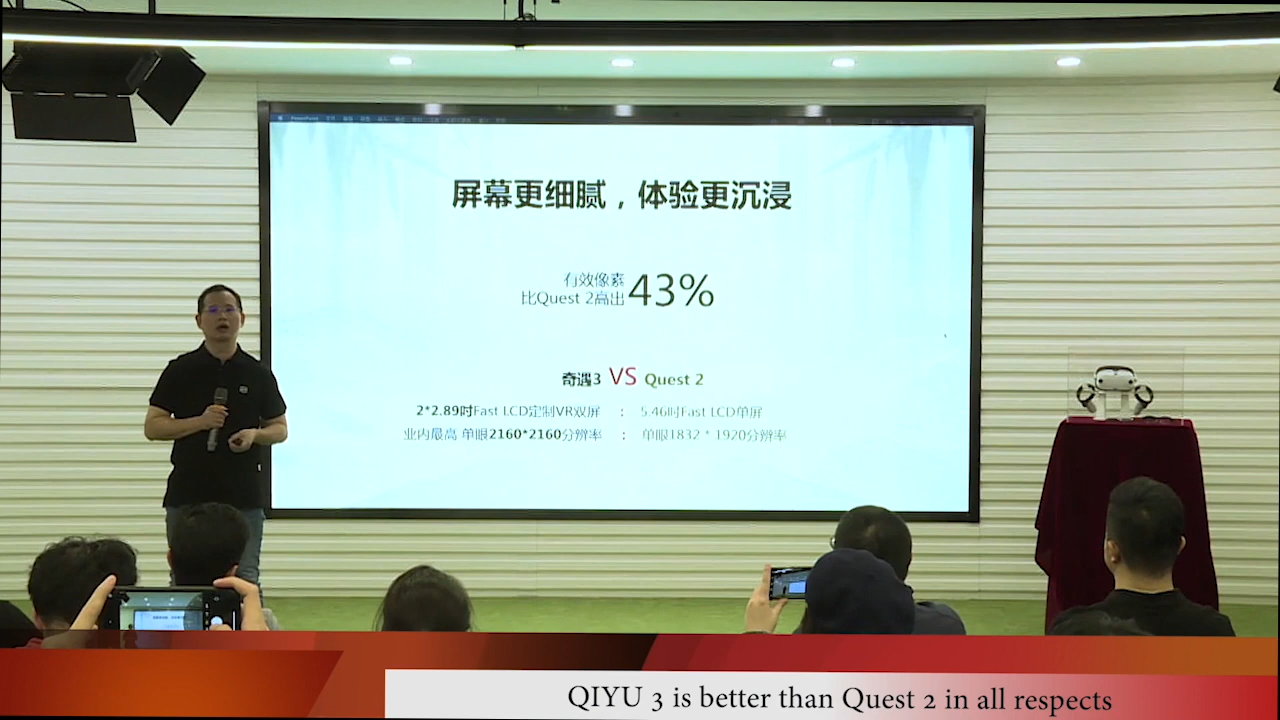 屏幕更细腻，体验更沉浸
有效像素
比Quest 2高出
43%
奇遇3 VS Quest 2
2*2.89吋Fast LCD定制VR双屏 : 5.46吋Fast LCD单屏
业内最高 单眼2160*2160分辨率 : 单眼1832 * 1920分辨率
QIYU 3 is better than Quest 2 in all respects